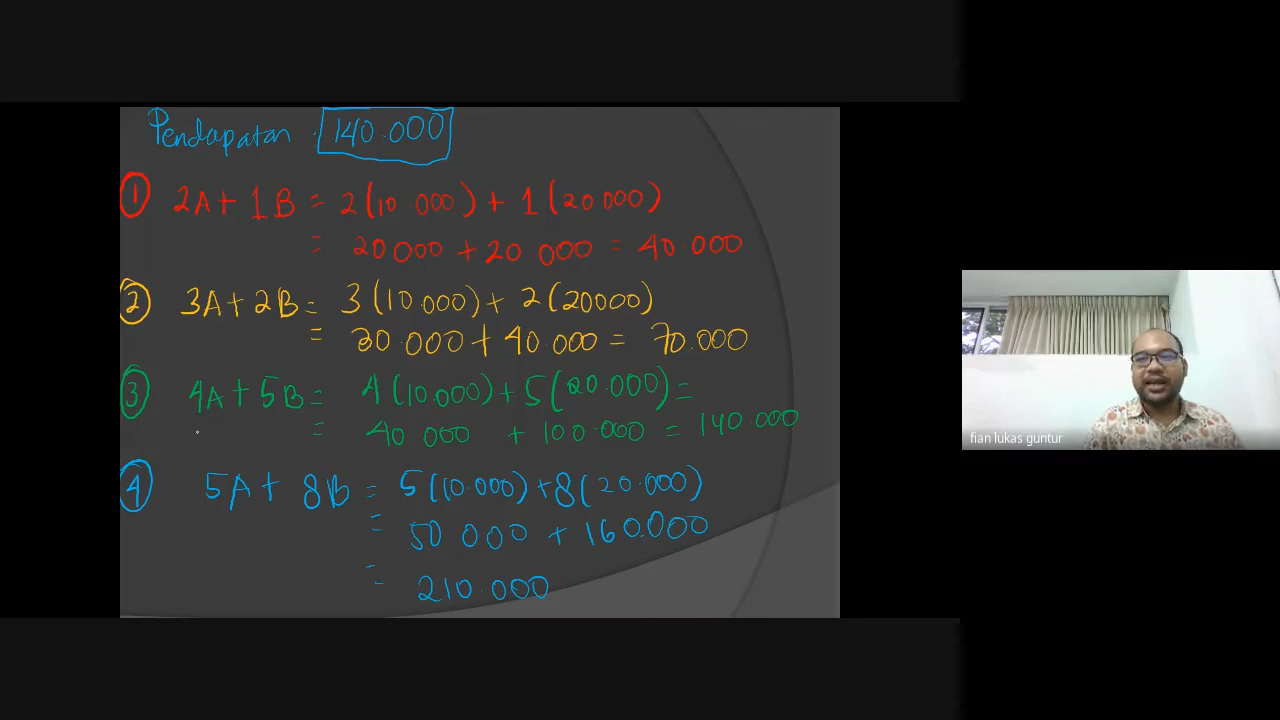 Pendapatan : 140.000
① 2A + 1B = 2(10 000) + 1(20 000)
= 20 000 + 20 000 = 40.000
② 3A + 2B = 3(10.000) + 2(20000)
= 30.000 + 40.000 = 70.000
③ 4A + 5B = 4(10.000) + 5(20.000) =
= 40 000 + 100.000 = 140.000
④ 5A + 8B = 5(10.000) + 8(20.000)
= 50 000 + 160.000
= 210.000
fian lukas guntur